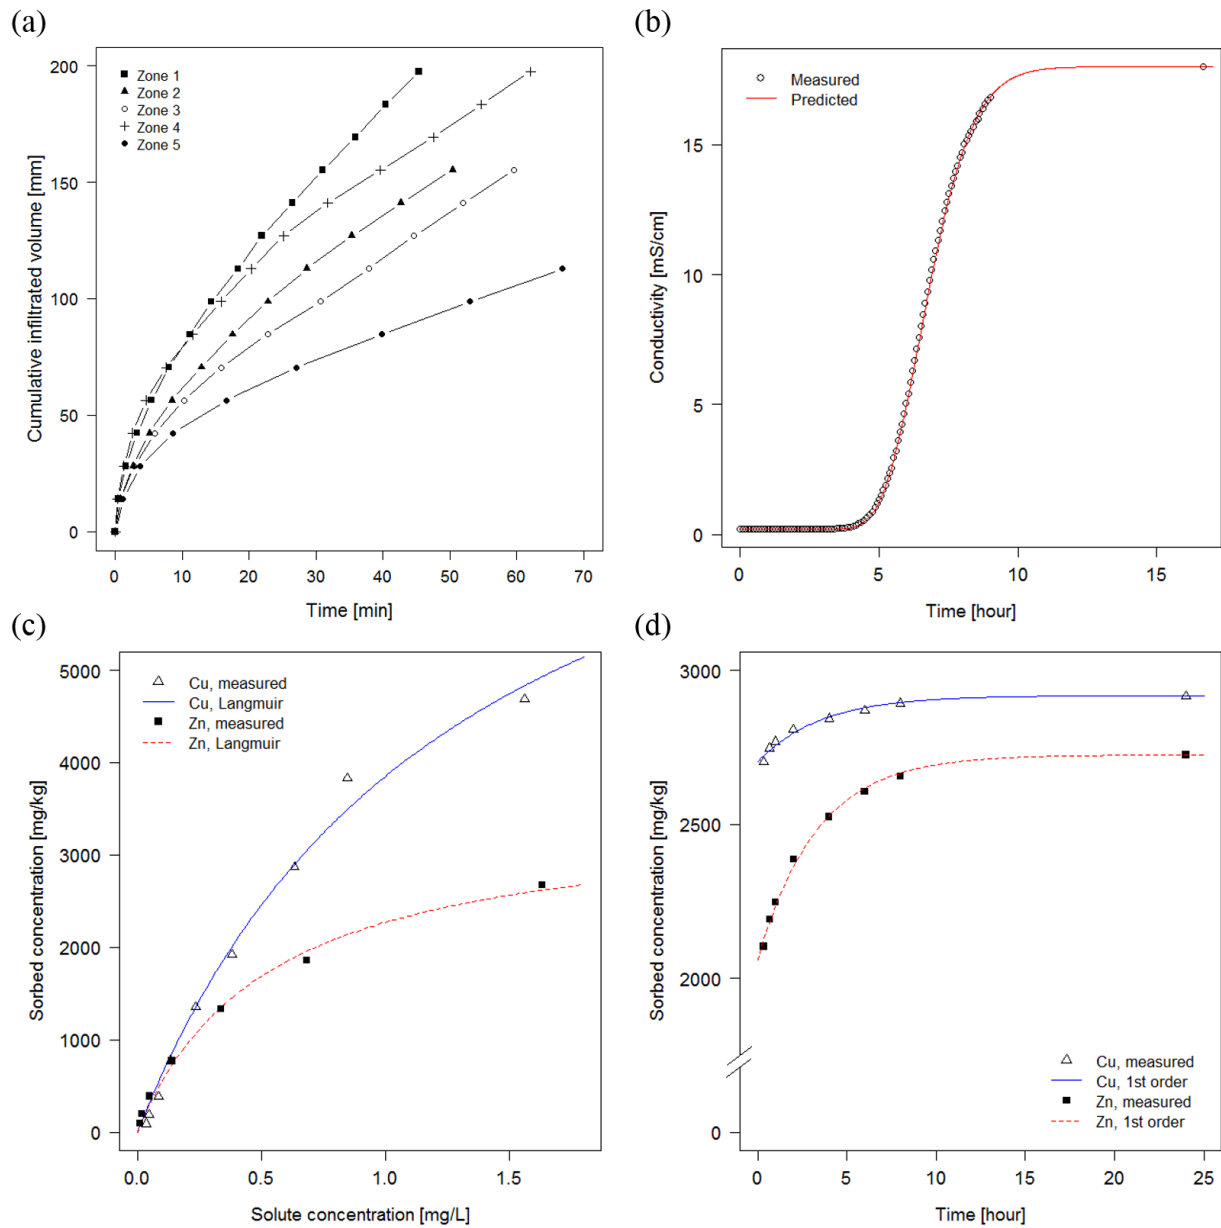 (a)
Cumulative infiltrated volume [mm]
200
150
100
50
0
Zone 1
Zone 2
Zone 3
Zone 4
Zone 5
0 10 20 30 40 50 60 70
Time [min]
(b)
Conductivity [mS/cm]
15
10
5
0
Measured
Predicted
0 5 10 15
Time [hour]
(c)
Sorbed concentration [mg/kg]
5000
4000
3000
2000
1000
0
Cu, measured
Cu, Langmuir
Zn, measured
Zn, Langmuir
0.0 0.5 1.0 1.5
Solute concentration [mg/L]
(d)
Sorbed concentration [mg/kg]
3000
2500
2000
0
Cu, measured
Cu, 1st order
Zn, measured
Zn, 1st order
0 5 10 15 20 25
Time [hour]